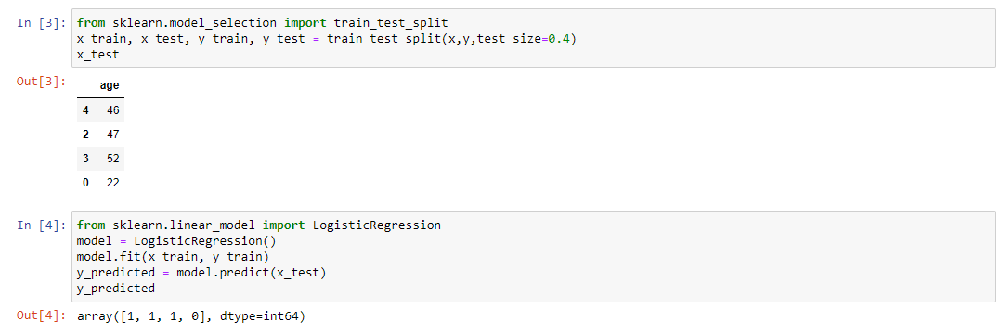 In [3]: from sklearn.model_selection import train_test_split
x_train, x_test, y_train, y_test = train_test_split(x,y,test_size=0.4)
x_test
Out[3]: age
4 46
2 47
3 52
0 22
In [4]: from sklearn.linear_model import LogisticRegression
model = LogisticRegression()
model.fit(x_train, y_train)
y_predicted = model.predict(x_test)
y_predicted
Out[4]: array([1, 1, 1, 0], dtype=int64)